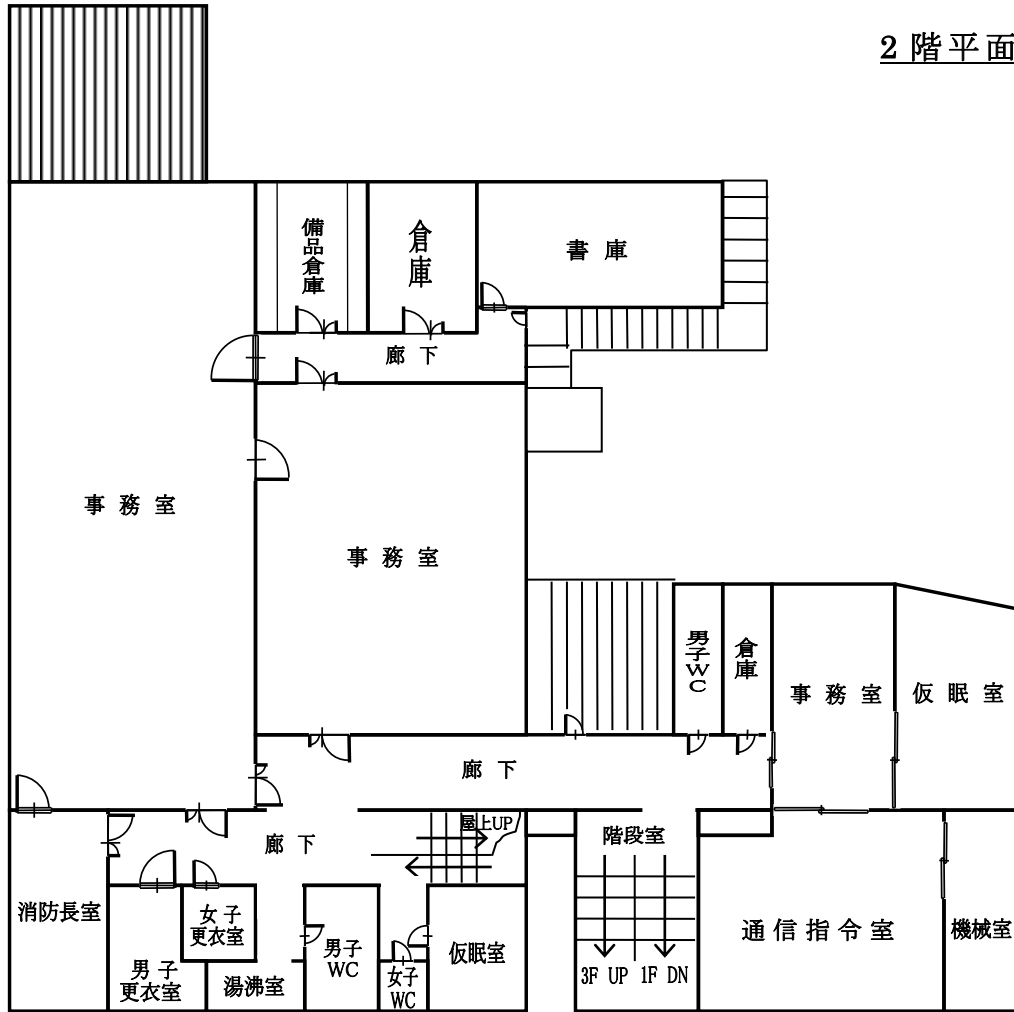 2 階 平 面
備品倉庫
倉庫
書 庫
廊 下
事 務 室
事 務 室
男子WC
倉庫
事 務 室
仮 眠 室
廊 下
屋上UP
階段室
廊 下
消防長室
女 子
更衣室
男 子
更衣室
湯沸室
男子
WC
女子
WC
仮眠室
3F UP
1F DN
通 信 指 令 室
機械室